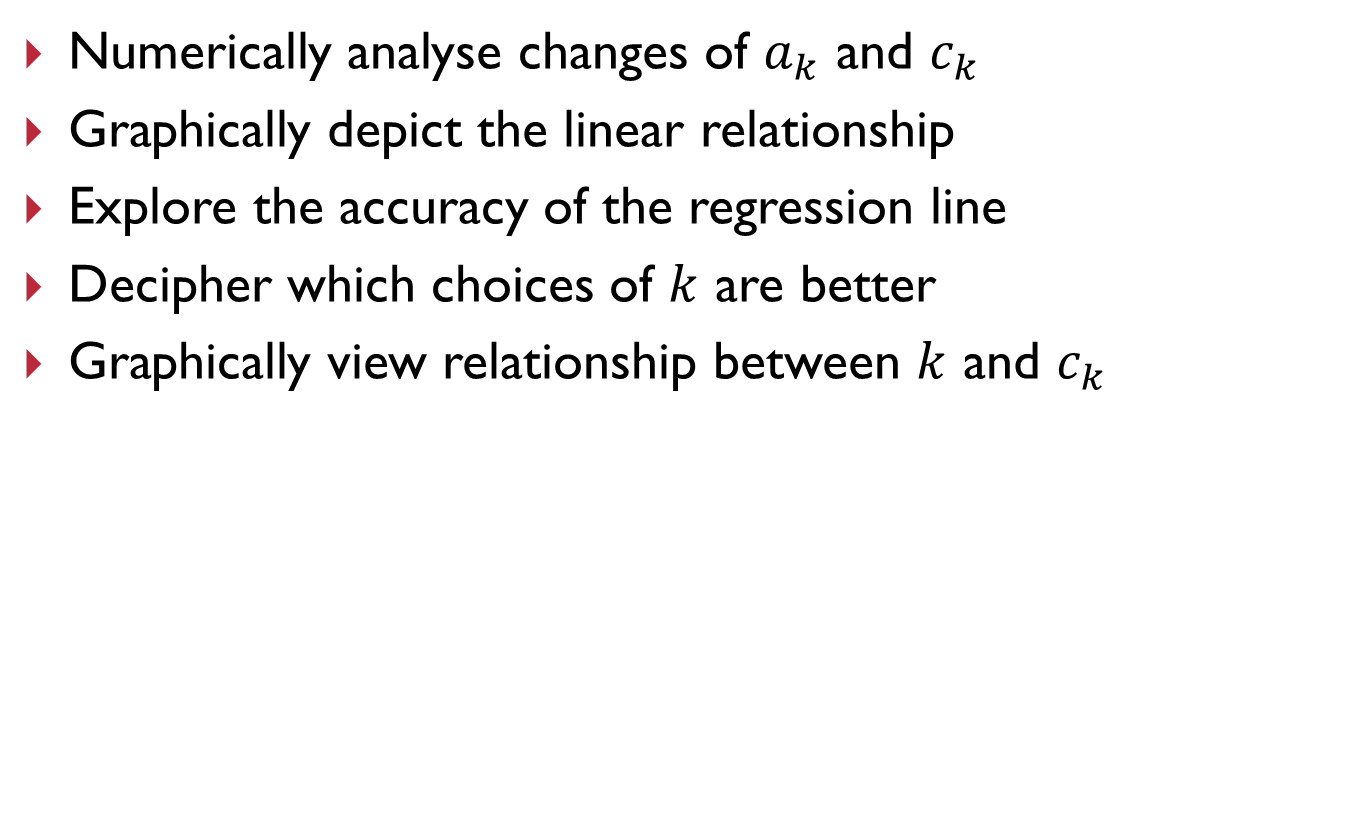 Numerically analyse changes of $a_k$ and $c_k$
Graphically depict the linear relationship
Explore the accuracy of the regression line
Decipher which choices of $k$ are better
Graphically view relationship between $k$ and $c_k$